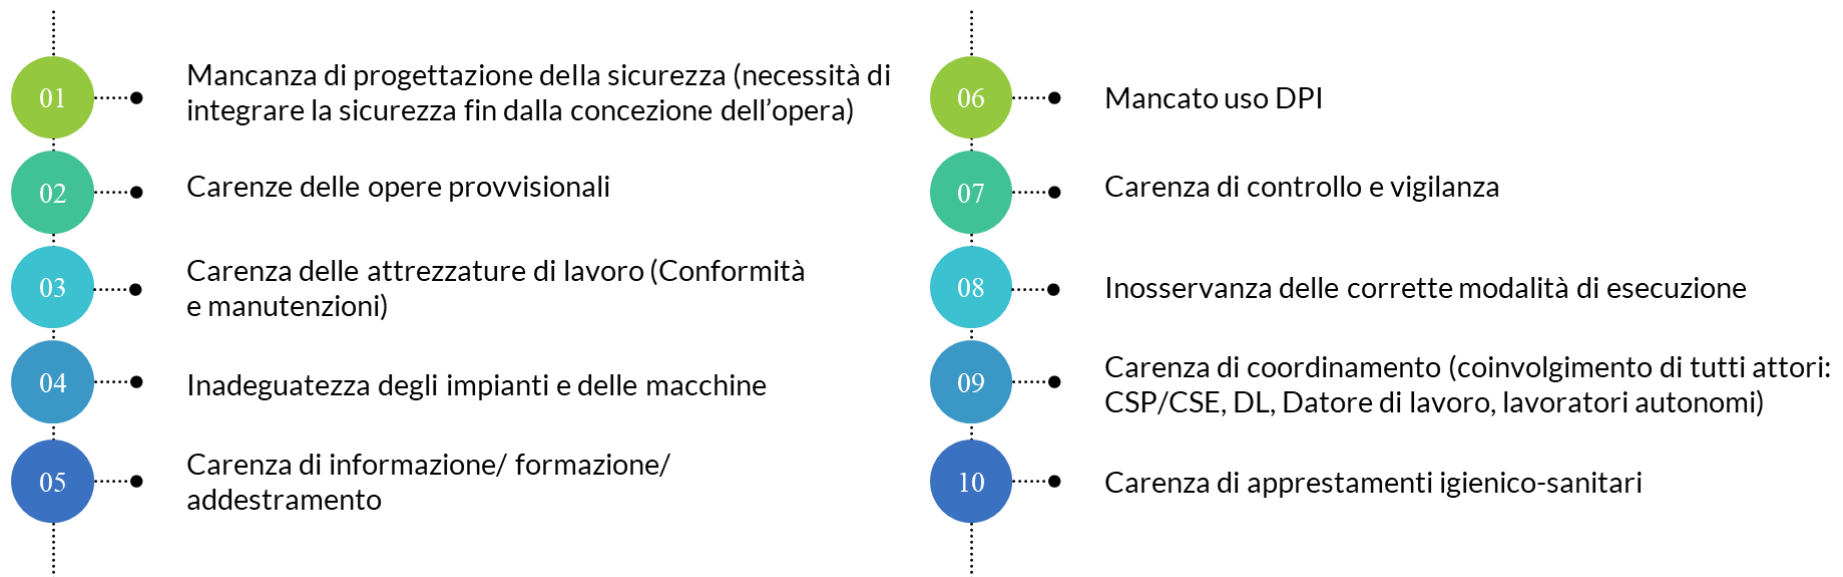 01
Mancanza di progettazione della sicurezza (necessità di
integrare la sicurezza fin dalla concezione dell’opera)
02
Carenze delle opere provvisionali
03
Carenza delle attrezzature di lavoro (Conformità
e manutenzioni)
04
Inadeguatezza degli impianti e delle macchine
05
Carenza di informazione/ formazione/
addestramento
06
Mancato uso DPI
07
Carenza di controllo e vigilanza
08
Inosservanza delle corrette modalità di esecuzione
09
Carenza di coordinamento (coinvolgimento di tutti attori:
CSP/CSE, DL, Datore di lavoro, lavoratori autonomi)
10
Carenza di apprestamenti igienico-sanitari